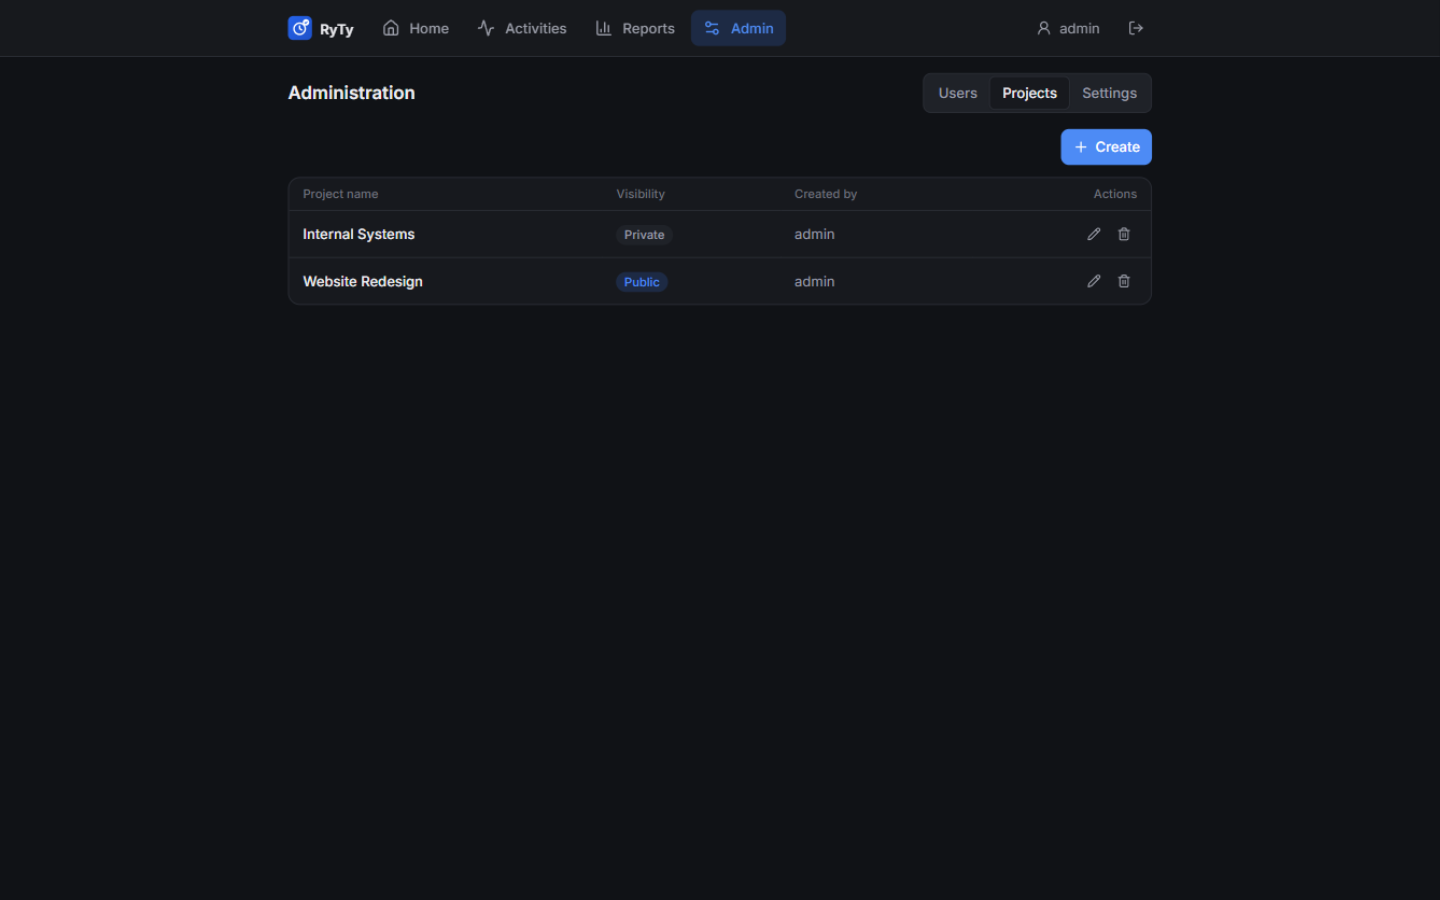 RyTy Home Activities Reports Admin admin
Administration Users Projects Settings
Create
Project name Visibility Created by Actions
Internal Systems Private admin
Website Redesign Public admin